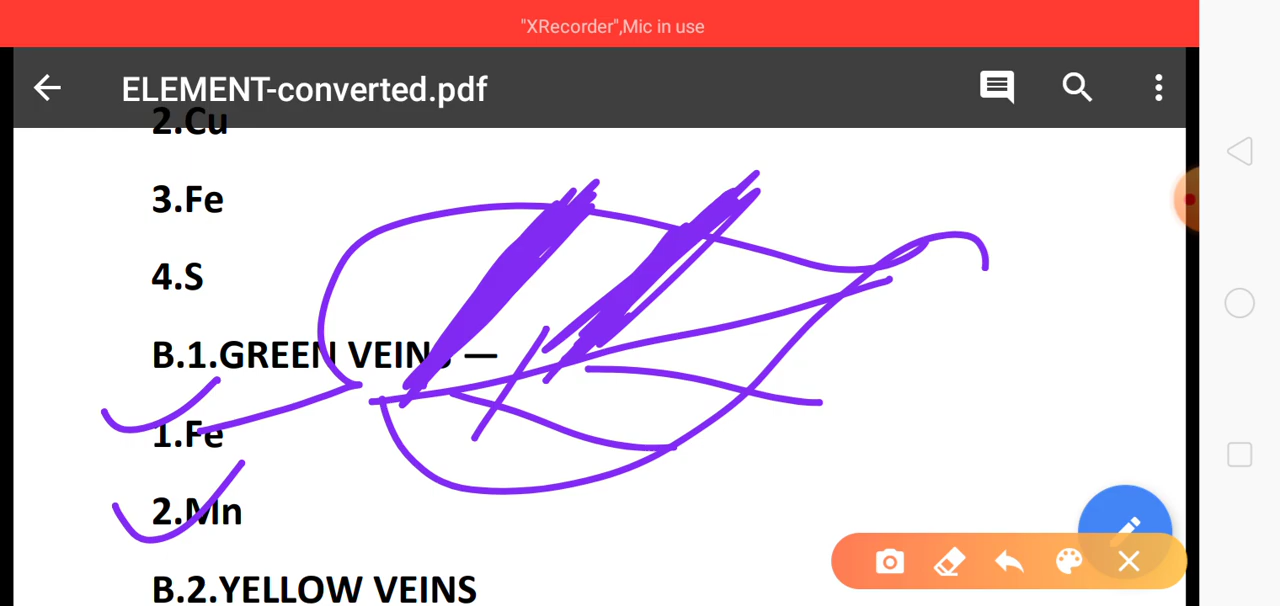 "XRecorder",Mic in use
ELEMENT-converted.pdf
2.Cu
3.Fe
4.S
B.1.GREEN VEINS —
1.Fe
2.Mn
B.2.YELLOW VEINS